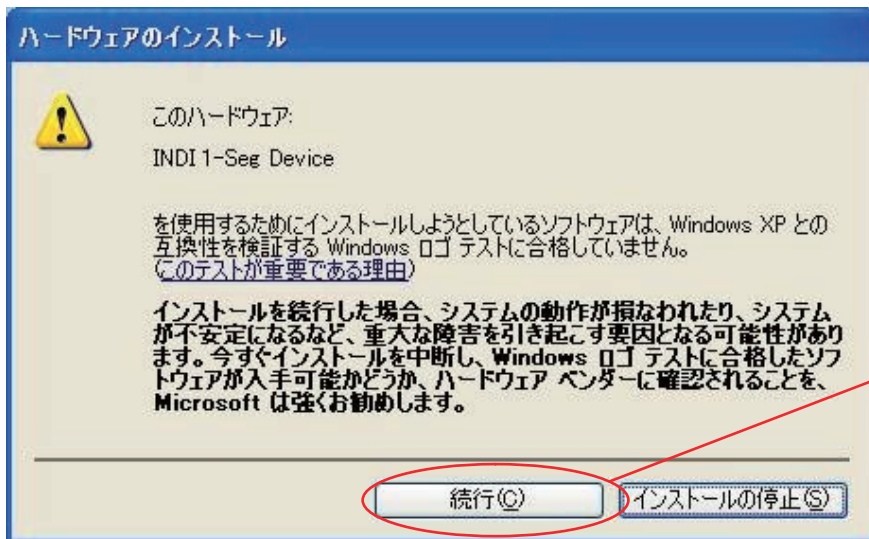 ハードウェアのインストール
このハードウェア:
INDI 1-Seg Device
を使用するためにインストールしようとしているソフトウェアは、Windows XP との
互換性を検証する Windows ロゴ テストに合格していません。
(このテストが重要である理由)
インストールを続行した場合、システムの動作が損なわれたり、システム
が不安定になるなど、重大な障害を引き起こす要因となる可能性があり
ます。今すぐインストールを中断し、Windows ロゴ テストに合格したソフ
トウェアが入手可能かどうか、ハードウェア ベンダーに確認されることを、
Microsoft は強くお勧めします。
続行(C) インストールの停止(S)